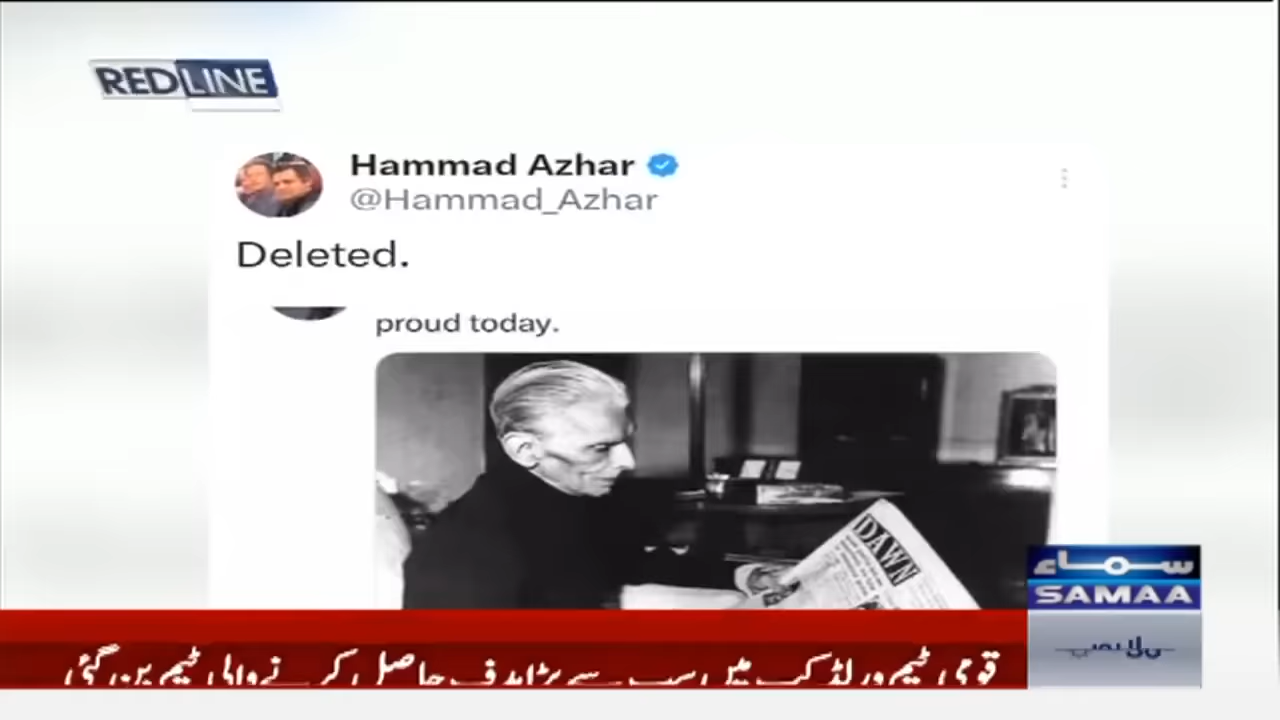 REDLINE
Hammad Azhar
@Hammad_Azhar
Deleted.
proud today.
DAWN
سماء
SAMAA
قومی ٹیم ورلڈ کپ میں سب سے بڑا ہدف حاصل کرنے والی ٹیم بن گئی